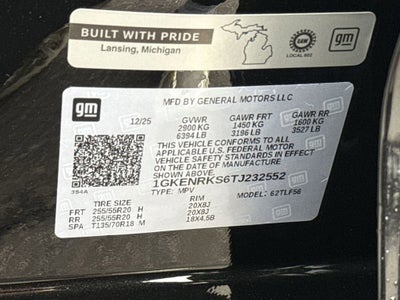 BUILT WITH PRIDE
Lansing, Michigan
UAW
LOCAL 602
gm
gm
MFD BY GENERAL MOTORS LLC
12/25 GVWR GAWR FRT GAWR RR
2900 KG 1450 KG 1600 KG
6394 LB 3196 LB 3527 LB
THIS VEHICLE CONFORMS TO ALL
APPLICABLE U.S. FEDERAL MOTOR
VEHICLE SAFETY STANDARDS IN
EFFECT ON THE DATE OF
MANUFACTURE SHOWN ABOVE.
1GKENRKS6TJ232552
TYPE: MPV MODEL: 62TLF56
394A
TIRE SIZE RIM
FRT 255/55R20 H 20X8J
RR 255/55R20 H 20X8J
SPA T135/70R18 M 18X4.5B